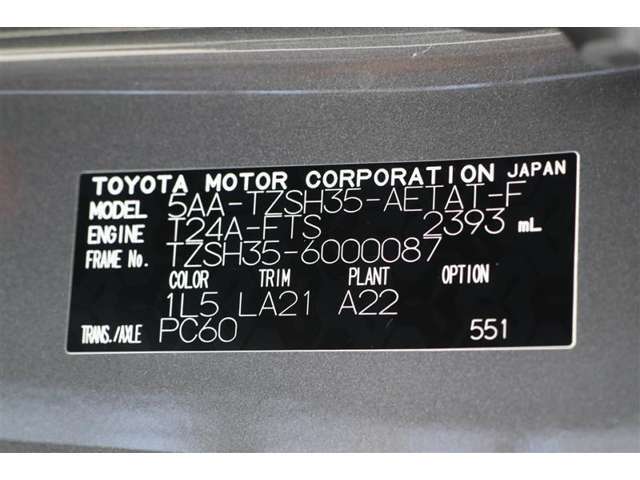 TOYOTA MOTOR CORPORATION JAPAN
MODEL 5AA-TZSH35-AETAT-F
ENGINE T24A-FTS 2393 mL
FRAME No. TZSH35-6000087
COLOR TRIM PLANT OPTION
1L5 LA21 A22
TRANS./AXLE PC60 551